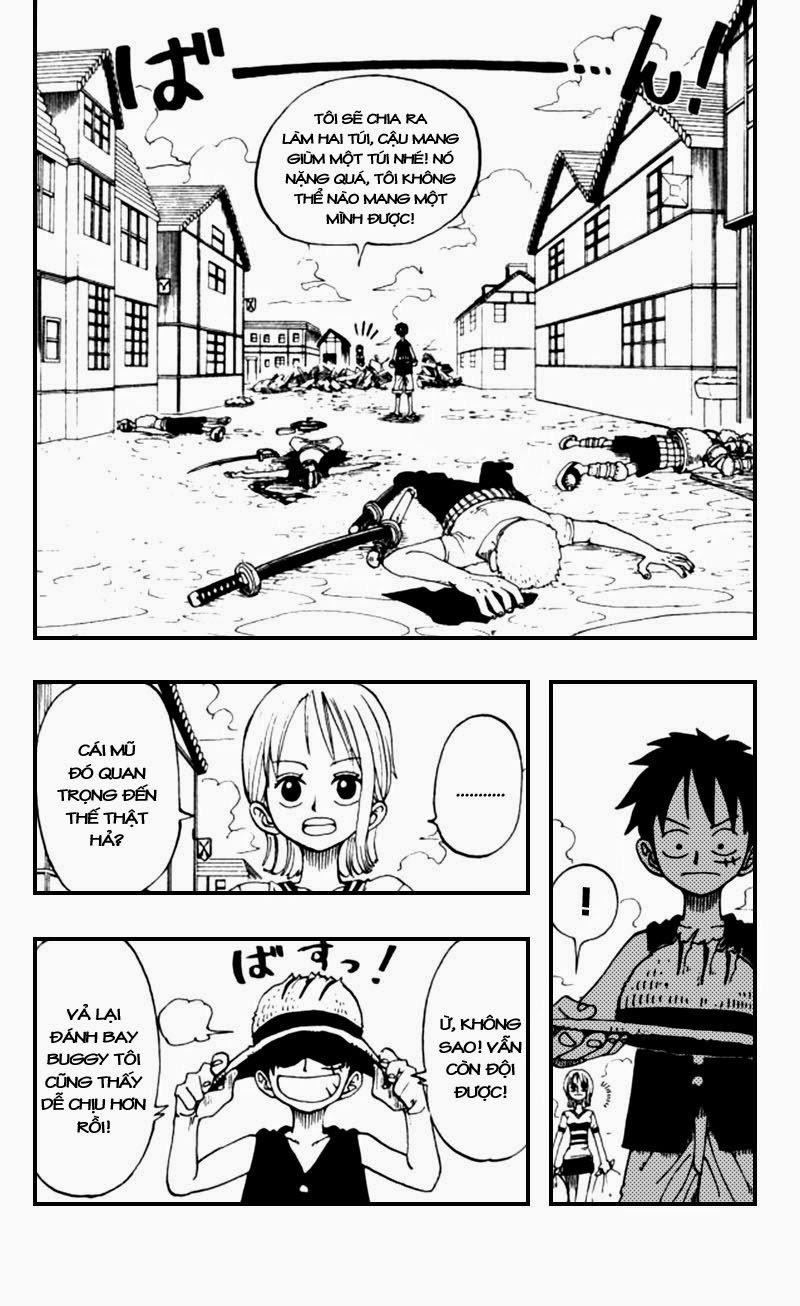 ば ー … ん!
TÔI SẼ CHIA RA
LÀM HAI TÚI, CẬU MANG
GIÙM MỘT TÚI NHÉ! NÓ
NẶNG QUÁ, TÔI KHÔNG
THỂ NÀO MANG MỘT
MÌNH ĐƯỢC!
!
............
CÁI MŨ
ĐÓ QUAN
TRỌNG ĐẾN
THẾ THẬT
HẢ?
ばすっ!
Ừ, KHÔNG
SAO! VẪN
CÒN ĐỘI
ĐƯỢC!
VẢ LẠI
ĐÁNH BAY
BUGGY TÔI
CŨNG THẤY
DỄ CHỊU HƠN
RỒI!